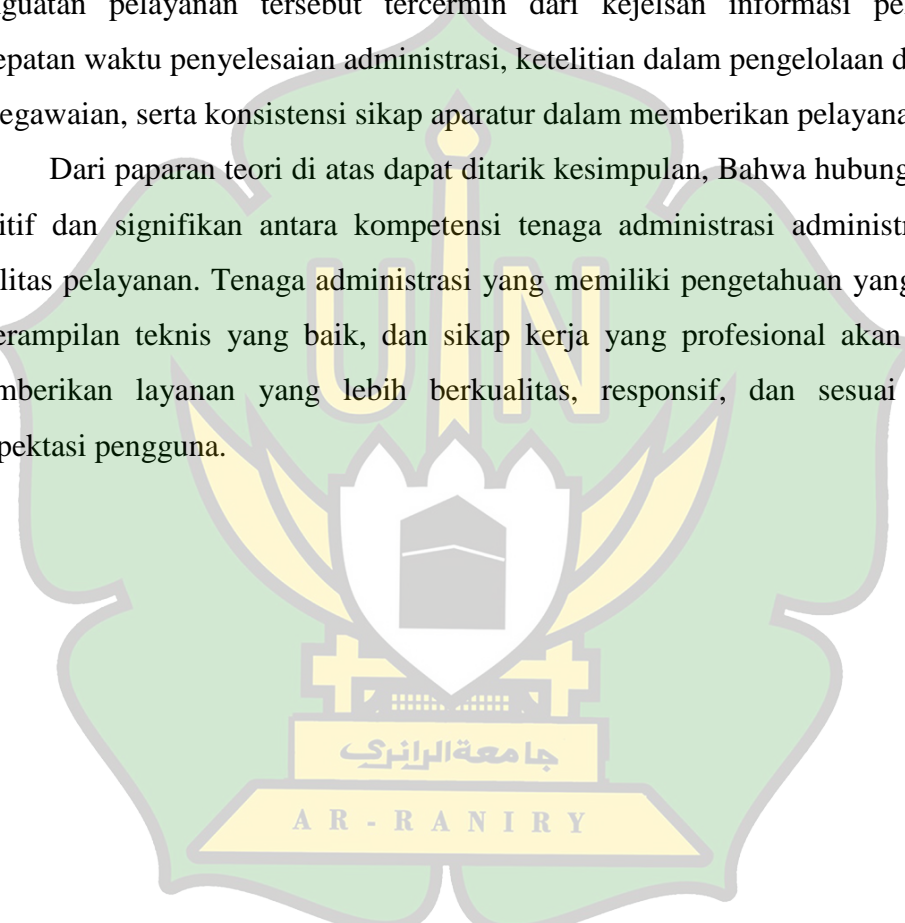 nguatan pelayanan tersebut tercermin dari kejelsan informasi pe
epatan waktu penyelesaian administrasi, ketelitian dalam pengelolaan d
egawaian, serta konsistensi sikap aparatur dalam memberikan pelayana
Dari paparan teori di atas dapat ditarik kesimpulan, Bahwa hubung
itif dan signifikan antara kompetensi tenaga administrasi administr
litas pelayanan. Tenaga administrasi yang memiliki pengetahuan yang
erampilan teknis yang baik, dan sikap kerja yang profesional akan
mberikan layanan yang lebih berkualitas, responsif, dan sesuai
pektasi pengguna.
UIN
جامعةالرانري
AR-RANIRY